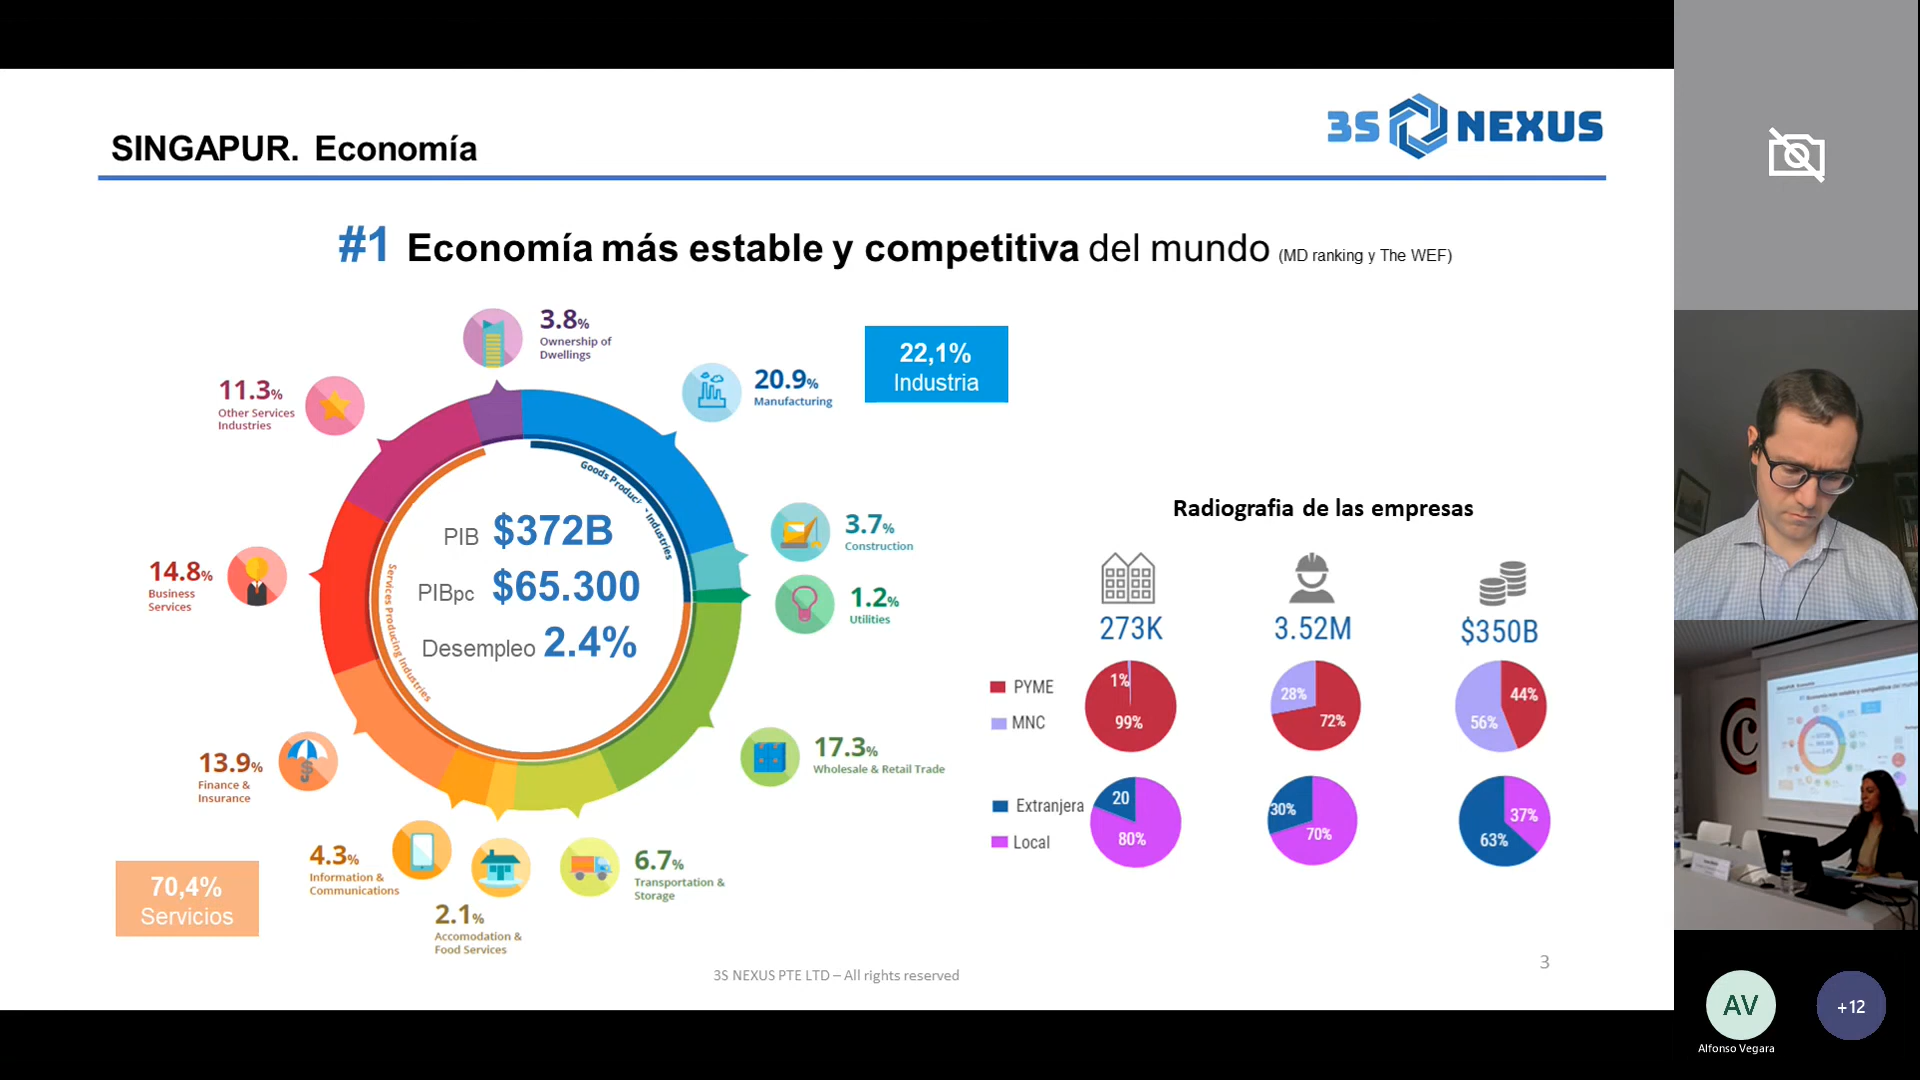 SINGAPUR. Economía
3S NEXUS
#1 Economía más estable y competitiva del mundo (MD ranking y The WEF)
3.8%
Ownership of
Dwellings
22,1%
Industria
20.9%
Manufacturing
11.3%
Other Services
Industries
Goods Produc
Industries
Services Producing Industries
PIB $372B
PIBpc $65.300
Desempleo 2.4%
3.7%
Construction
1.2%
Utilities
14.8%
Business
Services
17.3%
Wholesale & Retail Trade
13.9%
Finance &
Insurance
4.3%
Information &
Communications
2.1%
Accomodation &
Food Services
6.7%
Transportation &
Storage
70,4%
Servicios
Radiografia de las empresas
273K 3.52M $350B
PYME
MNC
1% 99%
28% 72%
44% 56%
Extranjera
Local
20 80%
30% 70%
37% 63%
3S NEXUS PTE LTD – All rights reserved
3
AV
Alfonso Vegara
+12